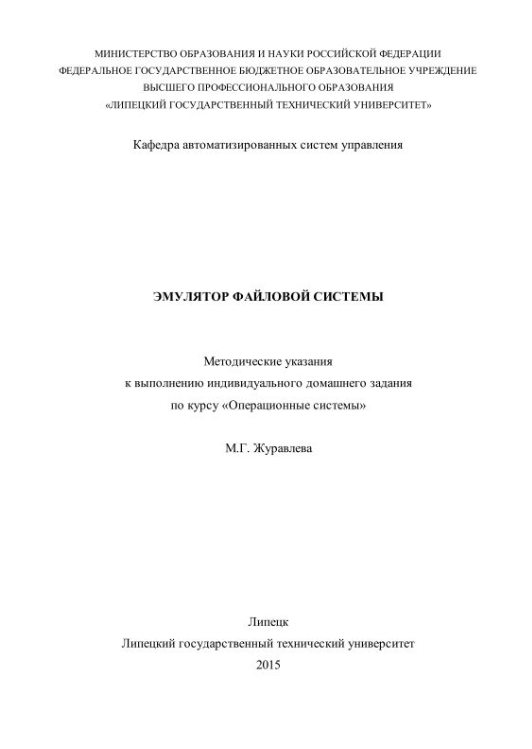 МИНИСТЕРСТВО ОБРАЗОВАНИЯ И НАУКИ РОССИЙСКОЙ ФЕДЕРАЦИИ
ФЕДЕРАЛЬНОЕ ГОСУДАРСТВЕННОЕ БЮДЖЕТНОЕ ОБРАЗОВАТЕЛЬНОЕ УЧРЕЖДЕНИЕ
ВЫСШЕГО ПРОФЕССИОНАЛЬНОГО ОБРАЗОВАНИЯ
«ЛИПЕЦКИЙ ГОСУДАРСТВЕННЫЙ ТЕХНИЧЕСКИЙ УНИВЕРСИТЕТ»
Кафедра автоматизированных систем управления
ЭМУЛЯТОР ФАЙЛОВОЙ СИСТЕМЫ
Методические указания
к выполнению индивидуального домашнего задания
по курсу «Операционные системы»
М.Г. Журавлева
Липецк
Липецкий государственный технический университет
2015